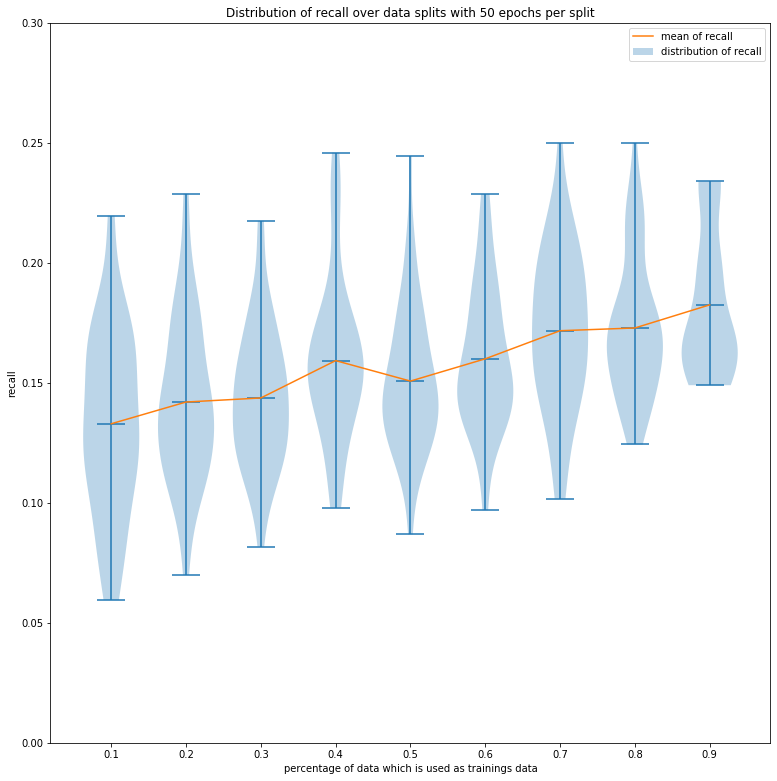 Distribution of recall over data splits with 50 epochs per split
mean of recall
distribution of recall
0.30
0.25
0.20
0.15
0.10
0.05
0.00
recall
0.1 0.2 0.3 0.4 0.5 0.6 0.7 0.8 0.9
percentage of data which is used as trainings data